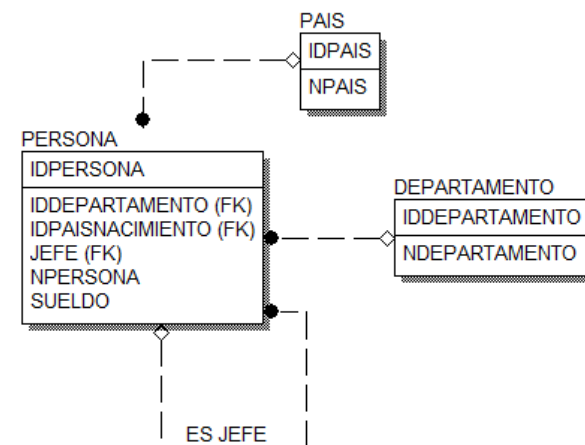 PAIS
IDPAIS
NPAIS
PERSONA
IDPERSONA
IDDEPARTAMENTO (FK)
IDPAISNACIMIENTO (FK)
JEFE (FK)
NPERSONA
SUELDO
DEPARTAMENTO
IDDEPARTAMENTO
NDEPARTAMENTO
ES JEFE